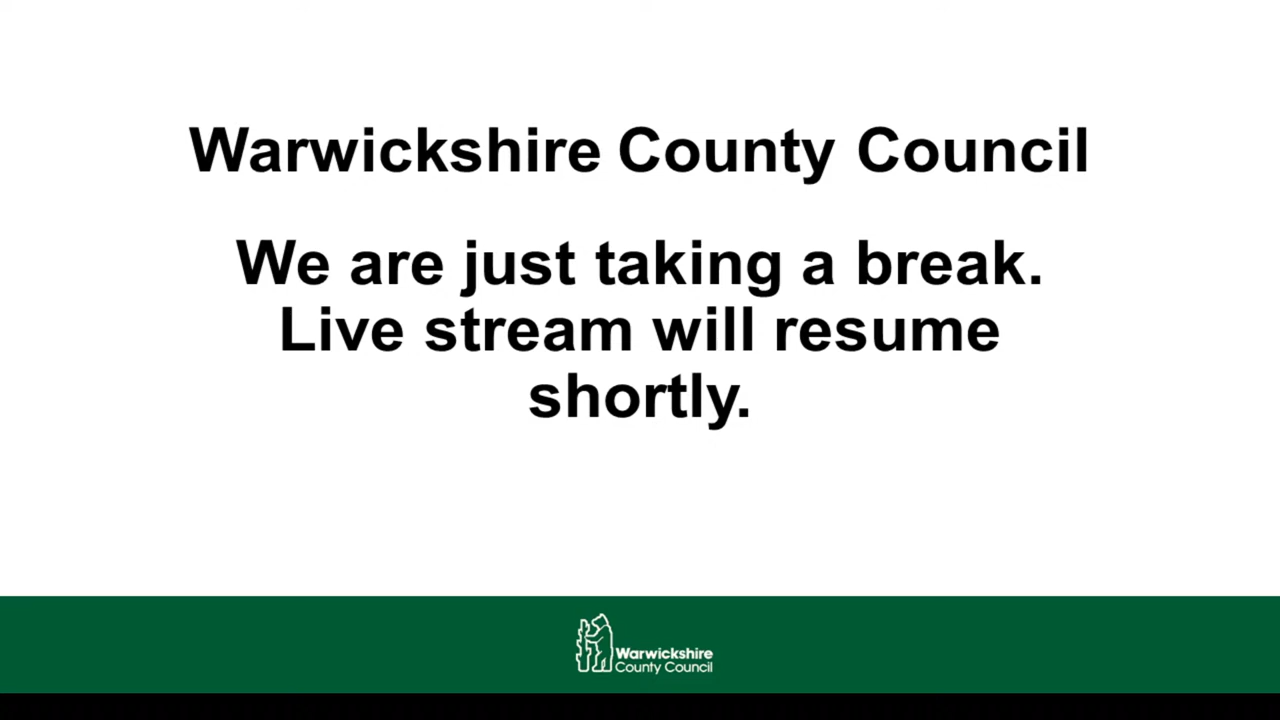 Warwickshire County Council
We are just taking a break.
Live stream will resume
shortly.
Warwickshire
County Council